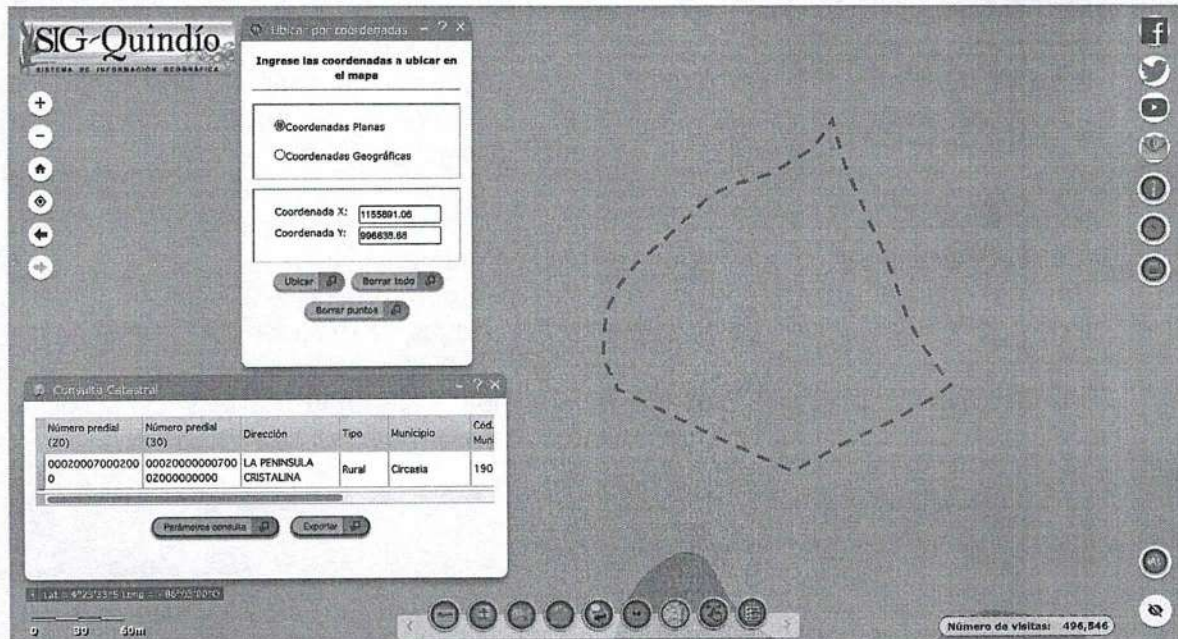 SIG-Quindío
SISTEMA DE INFORMACIÓN GEOGRÁFICA
Ubicar por coordenadas
Ingrese las coordenadas a ubicar en
el mapa
Coordenadas Planas
Coordenadas Geográficas
Coordenada X: 1155891.06
Coordenada Y: 996638.68
Ubicar
Borrar todo
Borrar puntos
Consulta Catastral
Número predial
(20)
Número predial
(30)
Dirección
Tipo
Municipio
Cód.
Muni
00020007000200
0
00020000000700
02000000000
LA PENINSULA
CRISTALINA
Rural
Circasia
190
Parámetros consulta
Exportar
0 30 60m
Número de visitas: 496,846